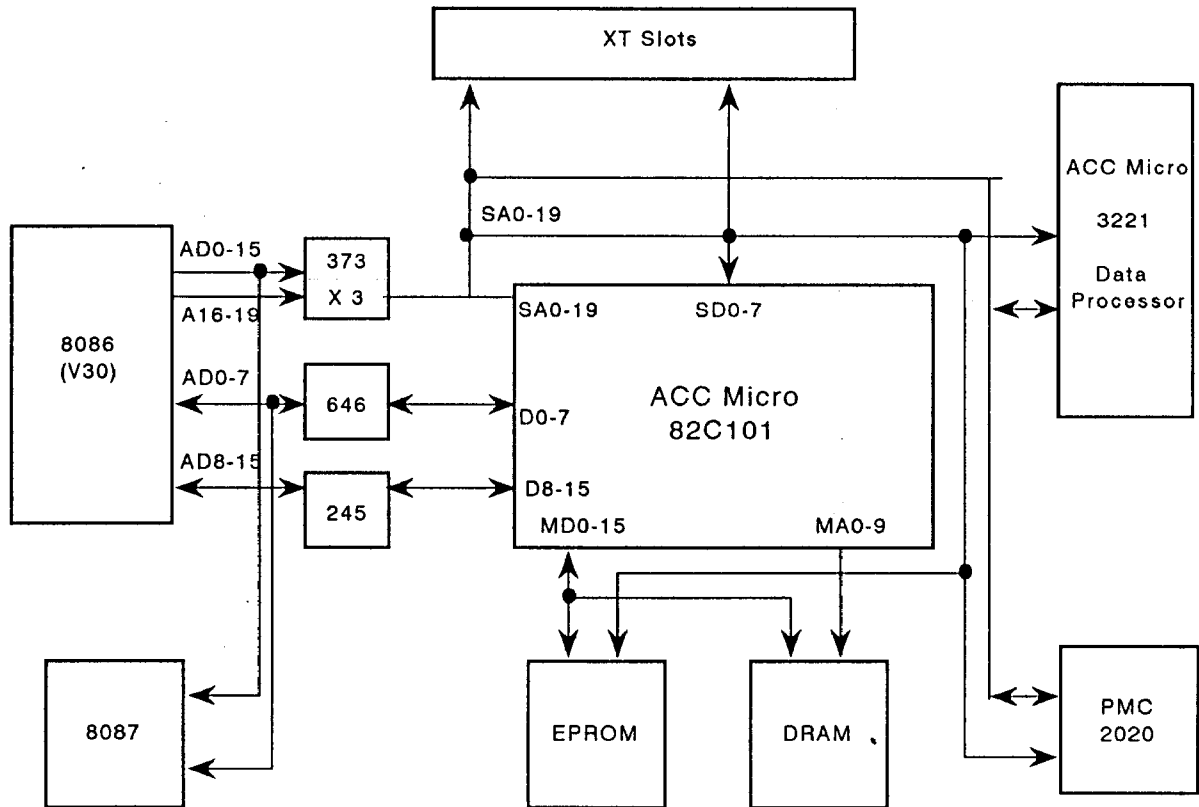 XT Slots
ACC Micro
3221
Data
Processor
SA0-19
AD0-15
373
X 3
A16-19
SA0-19
SD0-7
8086
(V30)
AD0-7
646
D0-7
ACC Micro
82C101
AD8-15
245
D8-15
MD0-15
MA0-9
8087
EPROM
DRAM
PMC
2020